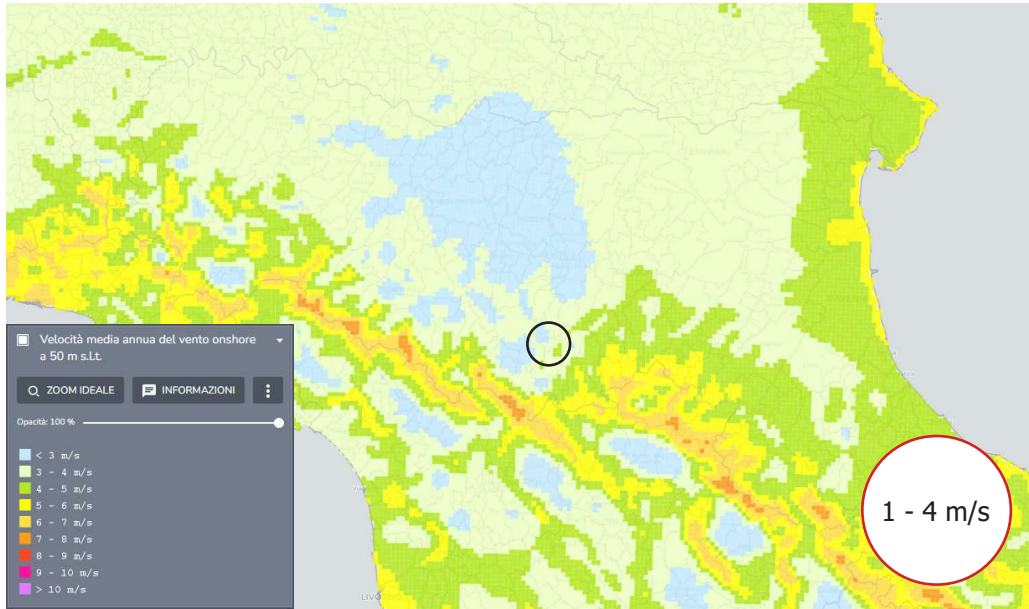 Velocità media annua del vento onshore
a 50 m s.l.t.
ZOOM IDEALE
INFORMAZIONI
Opacità: 100 %
< 3 m/s
3 - 4 m/s
4 - 5 m/s
5 - 6 m/s
6 - 7 m/s
7 - 8 m/s
8 - 9 m/s
9 - 10 m/s
> 10 m/s
1 - 4 m/s